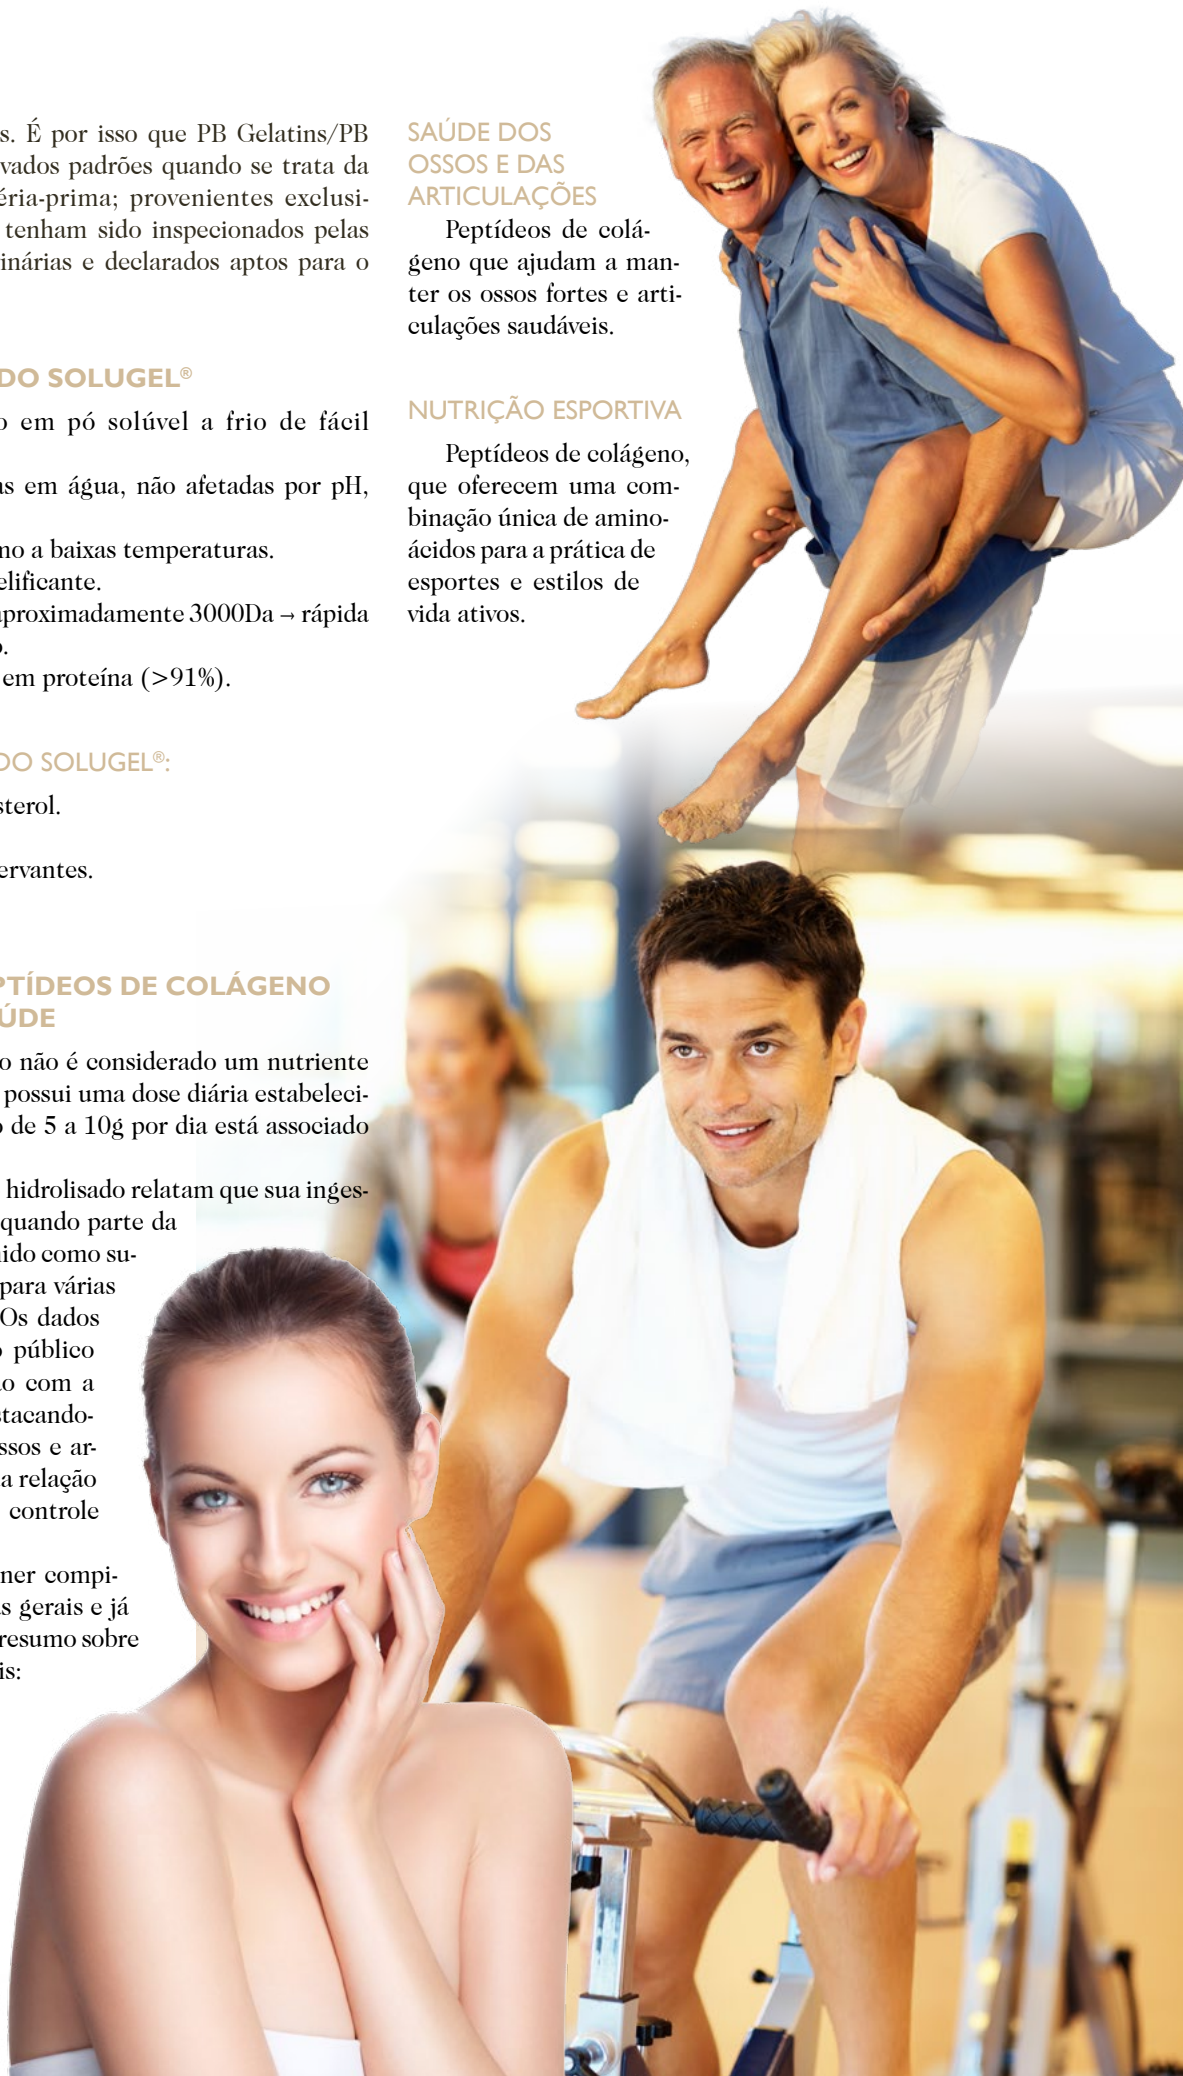 s. É por isso que PB Gelatins/PB
vados padrões quando se trata da
éria-prima; provenientes exclusi-
tenham sido inspecionados pelas
inárias e declarados aptos para o
DO SOLUGEL®
o em pó solúvel a frio de fácil
as em água, não afetadas por pH,
no a baixas temperaturas.
elificante.
aproximadamente 3000Da → rápida
o.
em proteína (>91%).
DO SOLUGEL®:
sterol.
ervantes.
PTÍDEOS DE COLÁGENO
ÚDE
o não é considerado um nutriente
possui uma dose diária estabeleci-
o de 5 a 10g por dia está associado
hidrolisado relatam que sua inges-
quando parte da
ido como su-
para várias
Os dados
o público
ao com a
stacando-
ssos e ar-
a relação
controle
ner compi-
s gerais e já
resumo sobre
is:
SAÚDE DOS
OSSOS E DAS
ARTICULAÇÕES
Peptídeos de colá-
geno que ajudam a man-
ter os ossos fortes e arti-
culações saudáveis.
NUTRIÇÃO ESPORTIVA
Peptídeos de colágeno,
que oferecem uma com-
binação única de amino-
ácidos para a prática de
esportes e estilos de
vida ativos.